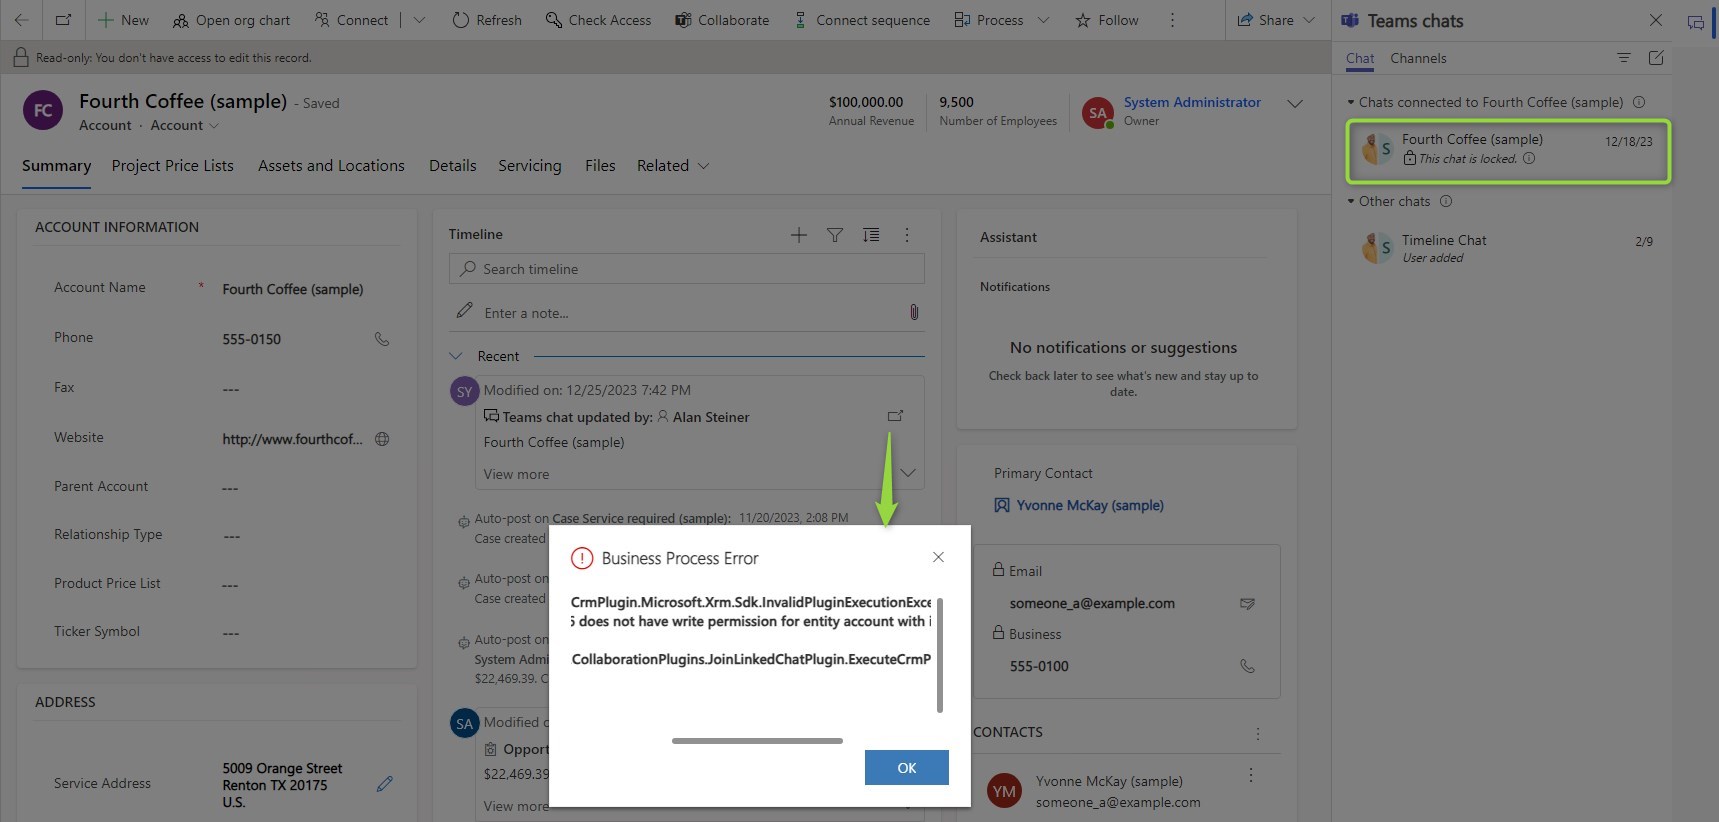 New
Open org chart
Connect
Refresh
Check Access
Collaborate
Connect sequence
Process
Follow
Share
Teams chats
Read-only: You don't have access to edit this record.
Chat
Channels
FC
Fourth Coffee (sample) - Saved
Account · Account
$100,000.00
Annual Revenue
9,500
Number of Employees
SA
System Administrator
Owner
Chats connected to Fourth Coffee (sample)
S
Fourth Coffee (sample)
12/18/23
This chat is locked.
Other chats
S
Timeline Chat
2/9
User added
Summary
Project Price Lists
Assets and Locations
Details
Servicing
Files
Related
ACCOUNT INFORMATION
Account Name
*
Fourth Coffee (sample)
Phone
555-0150
Fax
---
Website
http://www.fourthcof...
Parent Account
---
Relationship Type
---
Product Price List
---
Ticker Symbol
---
ADDRESS
Service Address
5009 Orange Street
Renton TX 20175
U.S.
Timeline
Search timeline
Enter a note...
Recent
SY
Modified on: 12/25/2023 7:42 PM
Teams chat updated by: Alan Steiner
Fourth Coffee (sample)
View more
Auto-post on Case Service required (sample): 11/20/2023, 2:08 PM
Case created
Auto-post on
Case created
Auto-post on
System Admi
$22,469.39. C
SA
Modified o
Opport
$22,469.39
View more
Business Process Error
CrmPlugin.Microsoft.Xrm.Sdk.InvalidPluginExecutionExce
does not have write permission for entity account with i
CollaborationPlugins.JoinLinkedChatPlugin.ExecuteCrmP
OK
Assistant
Notifications
No notifications or suggestions
Check back later to see what's new and stay up to
date.
Primary Contact
Yvonne McKay (sample)
Email
someone_a@example.com
Business
555-0100
CONTACTS
YM
Yvonne McKay (sample)
someone_a@example.com